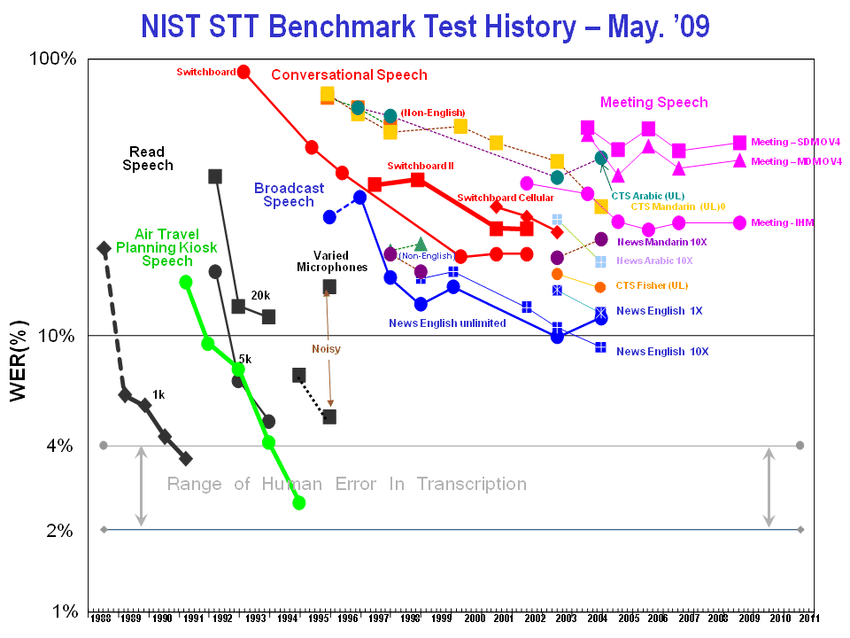 NIST STT Benchmark Test History – May. '09
100%
Switchboard
Conversational Speech
(Non-English)
Meeting Speech
Read
Speech
Switchboard II
Meeting – SDM OV4
Meeting – MDM OV4
Broadcast
Speech
Switchboard Cellular
CTS Arabic (UL)
CTS Mandarin (UL)0
Meeting - IHM
Air Travel
Planning Kiosk
Speech
Varied
Microphones
(Non-English)
News Mandarin 10X
News Arabic 10X
CTS Fisher (UL)
20k
News English unlimited
News English 1X
10%
Noisy
News English 10X
5k
1k
WER(%)
4%
Range of Human Error In Transcription
2%
1%
1988 1989 1990 1991 1992 1993 1994 1995 1996 1997 1998 1999 2000 2001 2002 2003 2004 2005 2006 2007 2008 2009 2010 2011